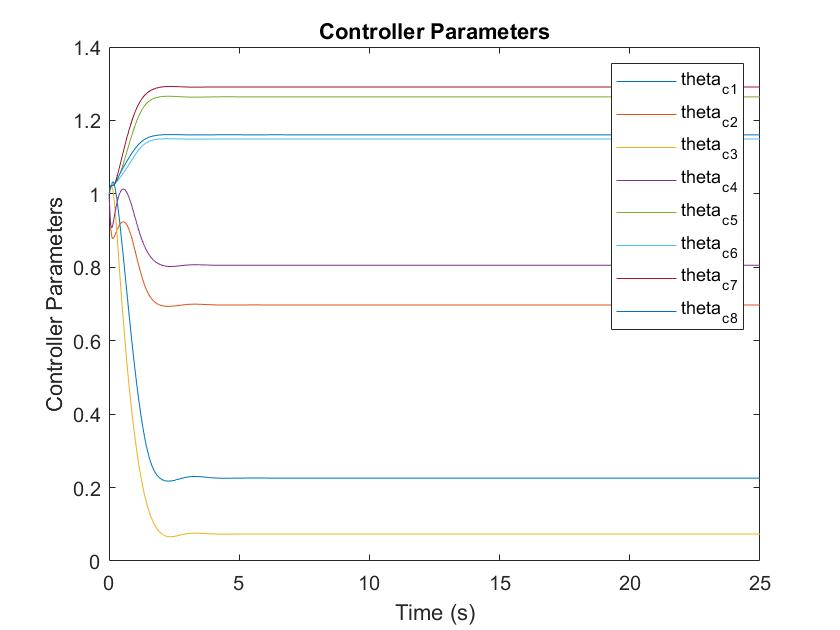 Controller Parameters
1.4
1.2
1
0.8
0.6
0.4
0.2
0
Controller Parameters
0 5 10 15 20 25
Time (s)
theta_c1
theta_c2
theta_c3
theta_c4
theta_c5
theta_c6
theta_c7
theta_c8